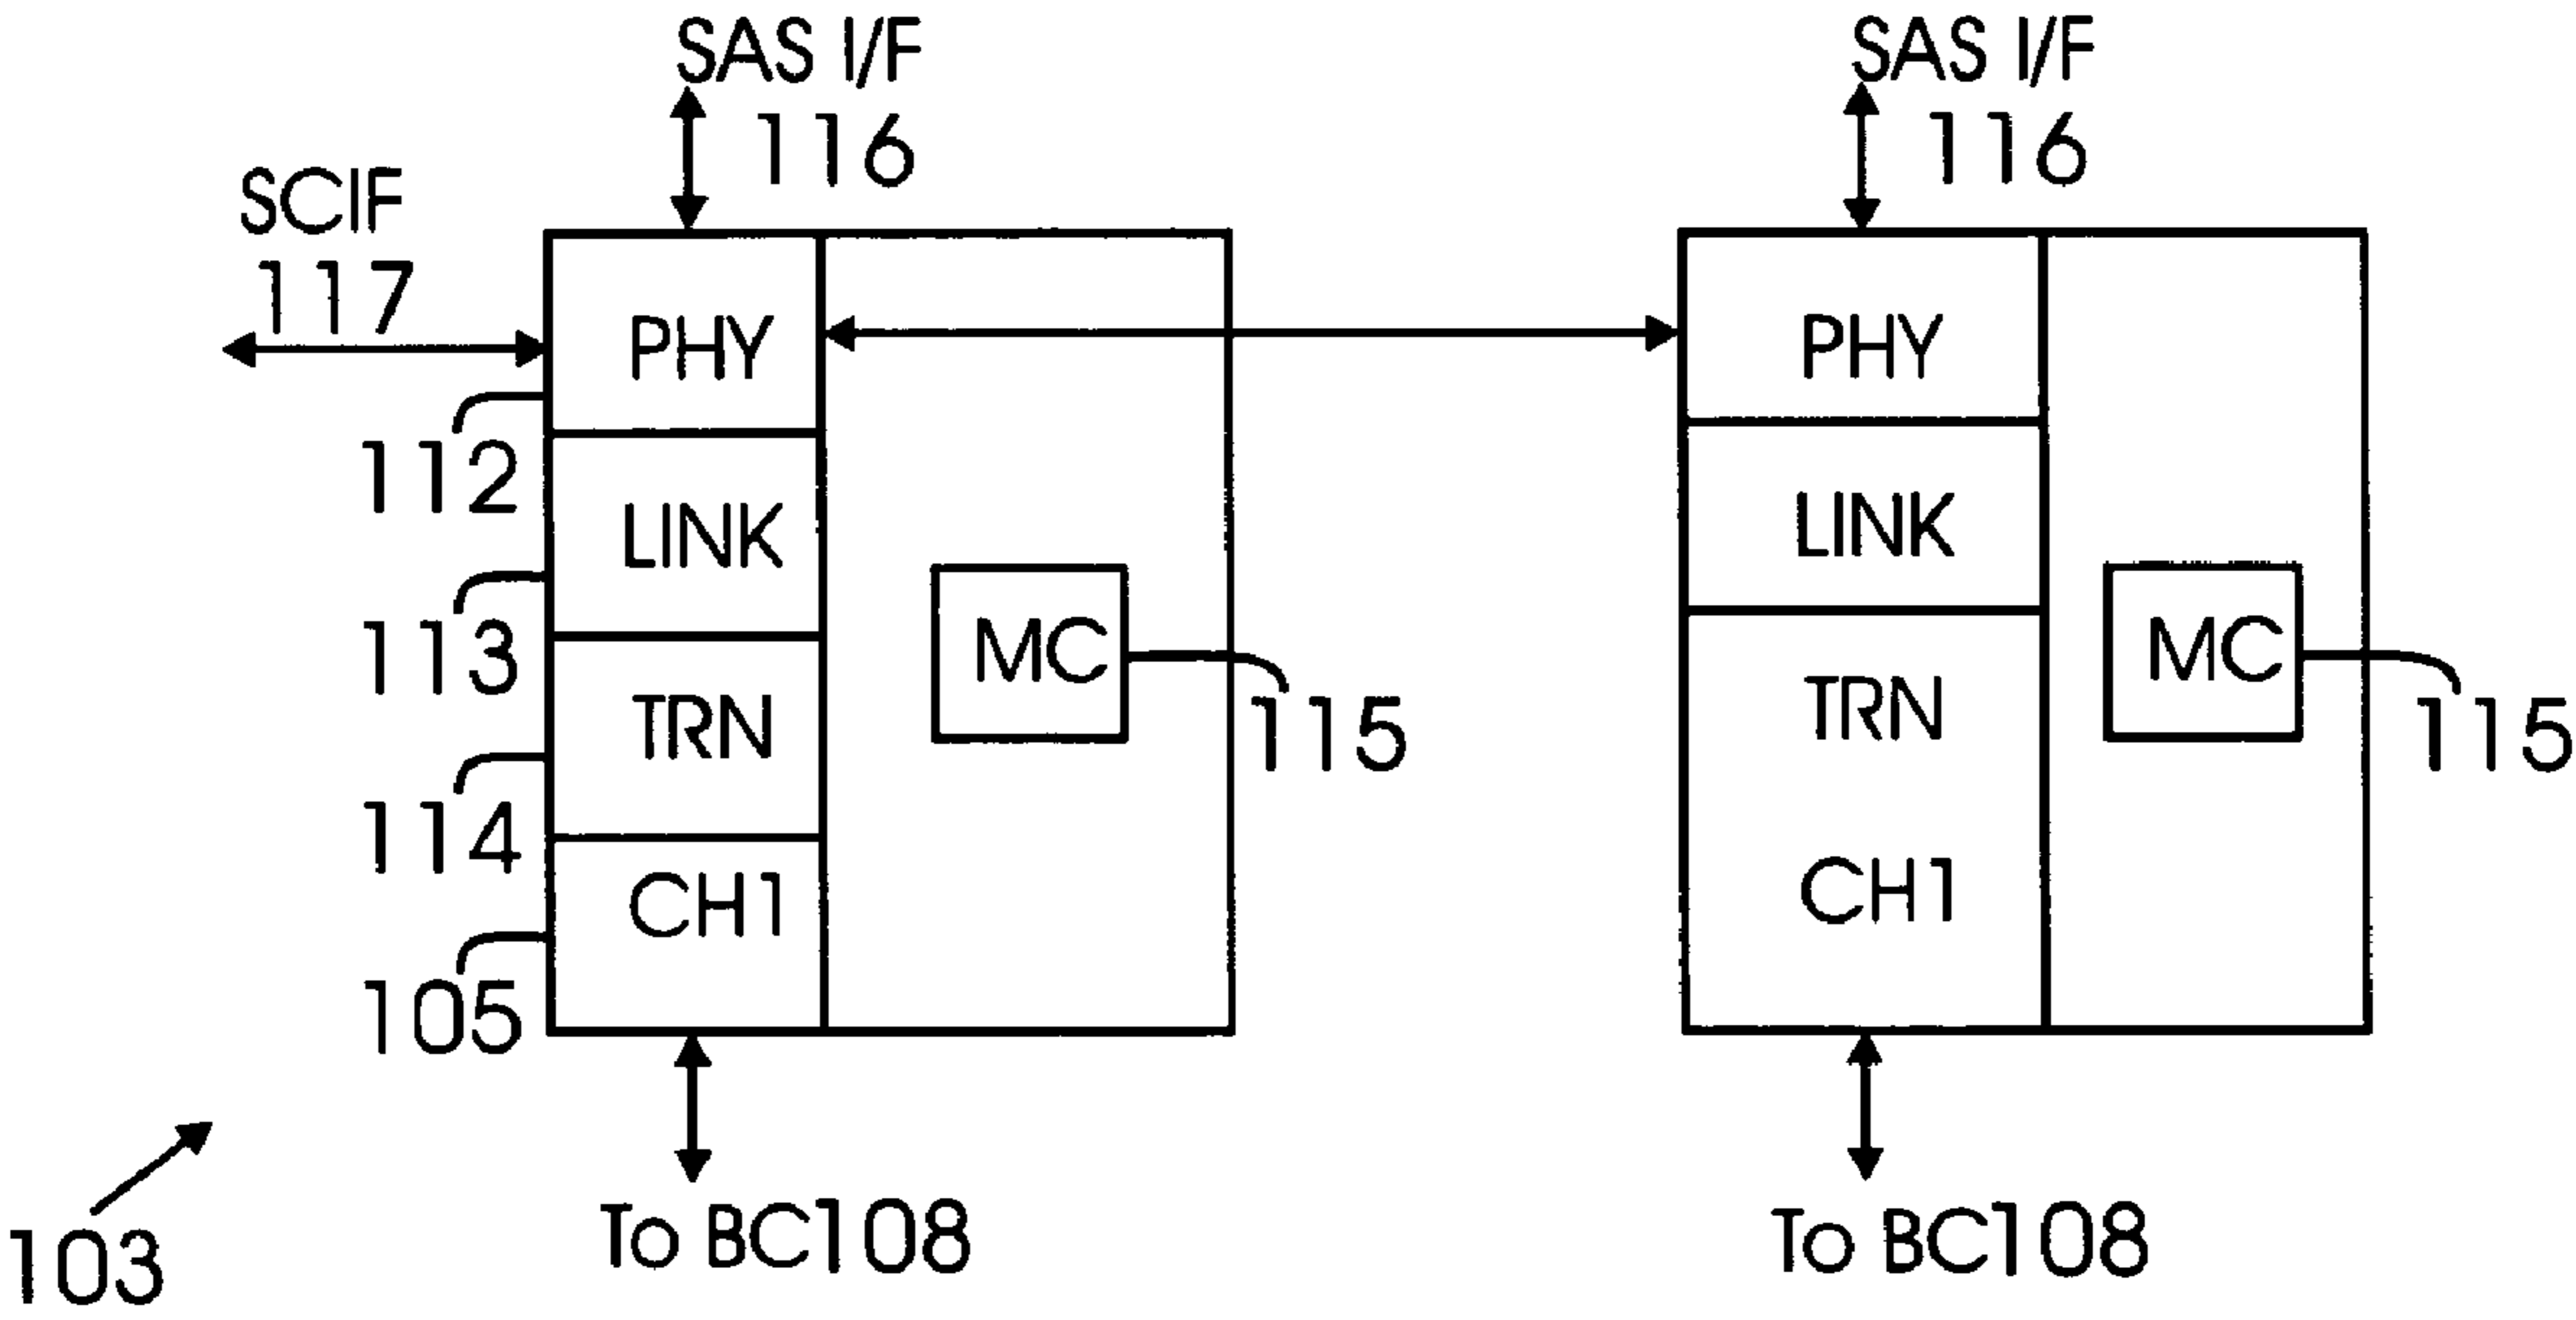 SAS I/F
116
SAS I/F
116
SCIF
117
PHY
PHY
112
LINK
LINK
113
MC
MC
115
115
TRN
TRN
114
CH1
CH1
105
To BC108
To BC108
103